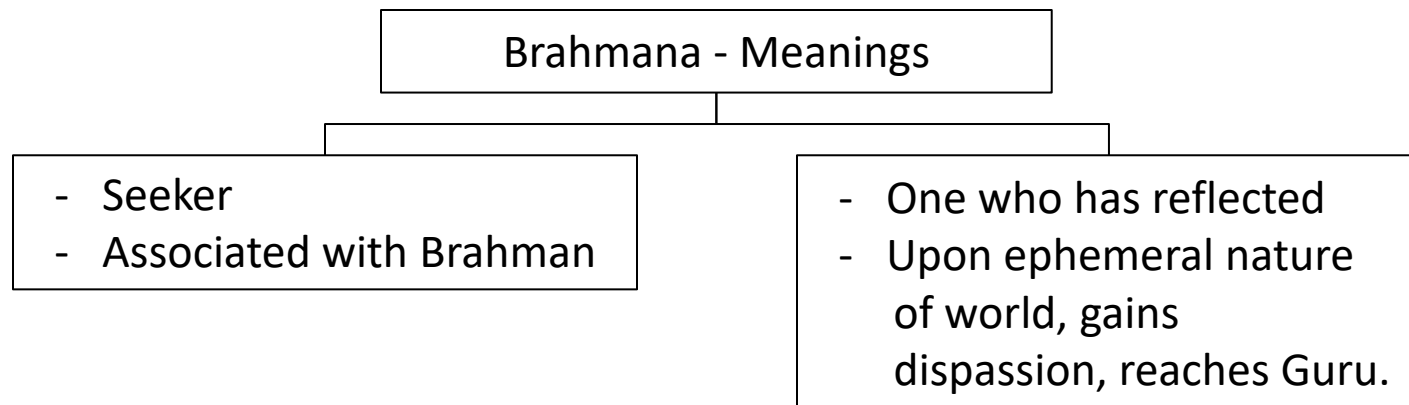 Brahmana - Meanings
- Seeker
- Associated with Brahman
- One who has reflected
- Upon ephemeral nature
of world, gains
dispassion, reaches Guru.